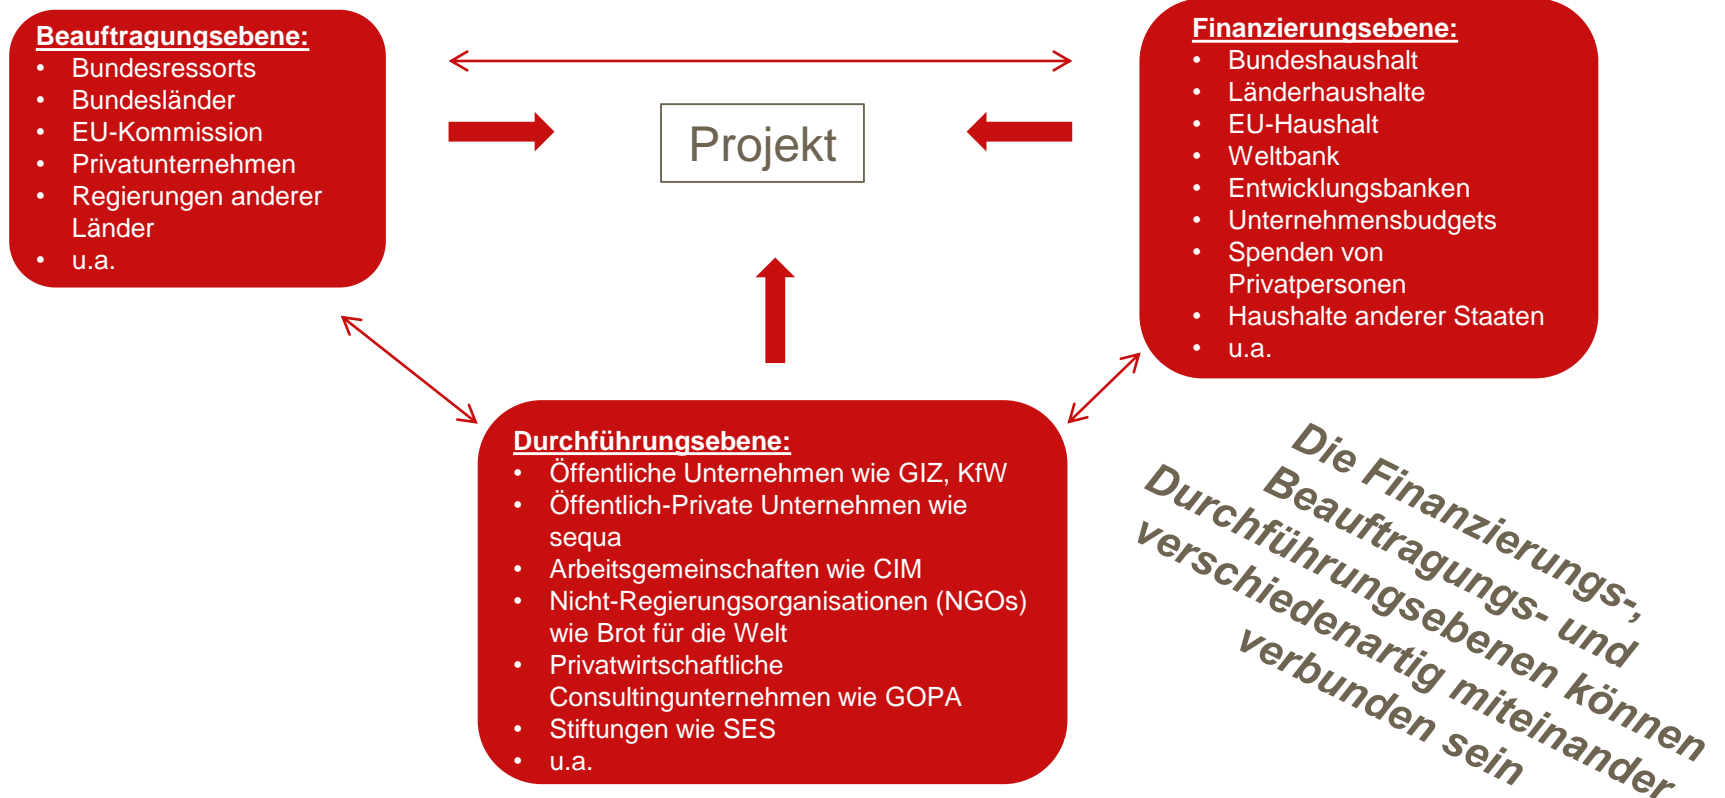 Beauftragungsebene:
• Bundesressorts
• Bundesländer
• EU-Kommission
• Privatunternehmen
• Regierungen anderer
Länder
• u.a.
Projekt
Finanzierungsebene:
• Bundeshaushalt
• Länderhaushalte
• EU-Haushalt
• Weltbank
• Entwicklungsbanken
• Unternehmensbudgets
• Spenden von
Privatpersonen
• Haushalte anderer Staaten
• u.a.
Durchführungsebene:
• Öffentliche Unternehmen wie GIZ, KfW
• Öffentlich-Private Unternehmen wie
sequa
• Arbeitsgemeinschaften wie CIM
• Nicht-Regierungsorganisationen (NGOs)
wie Brot für die Welt
• Privatwirtschaftliche
Consultingunternehmen wie GOPA
• Stiftungen wie SES
• u.a.
Die Finanzierungs-,
Beauftragungs- und
Durchführungsebenen können
verschiedenartig miteinander
verbunden sein